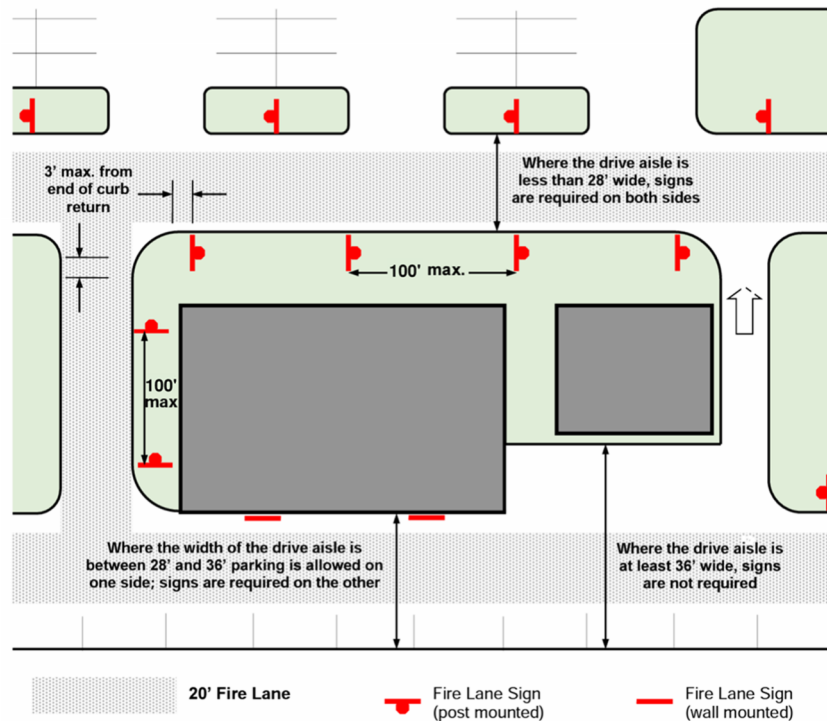 3' max. from
end of curb
return
Where the drive aisle is
less than 28' wide, signs
are required on both sides
100' max.
100'
max
Where the width of the drive aisle is
between 28' and 36' parking is allowed on
one side; signs are required on the other
Where the drive aisle is
at least 36' wide, signs
are not required
20' Fire Lane
Fire Lane Sign
(post mounted)
Fire Lane Sign
(wall mounted)